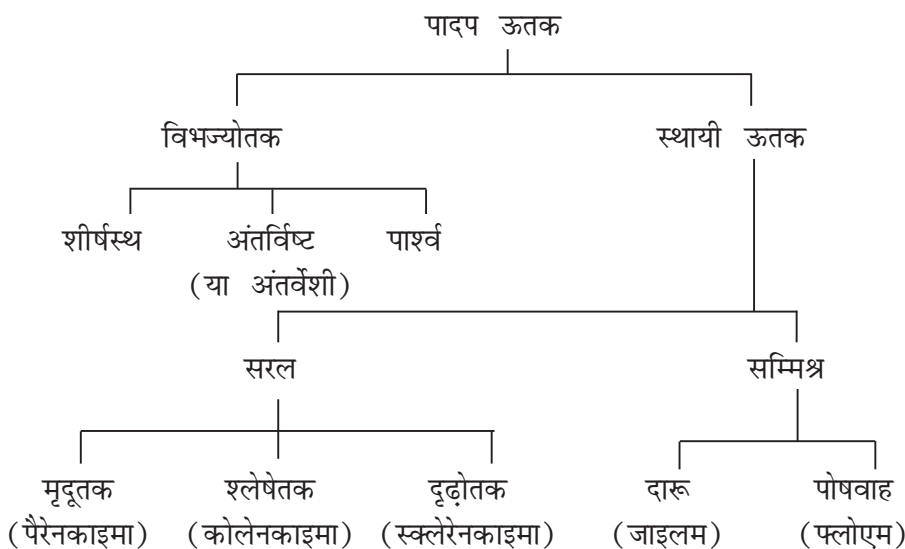 पादप ऊतक
विभज्योतक स्थायी ऊतक
शीर्षस्थ अंतर्विष्ट पार्श्व
(या अंतर्वेशी)
सरल सम्मिश्र
मृदूतक श्लेषेतक दृढ़ोतक दारू पोषवाह
(पैरेनकाइमा) (कोलेनकाइमा) (स्क्लेरेनकाइमा) (जाइलम) (फ्लोएम)